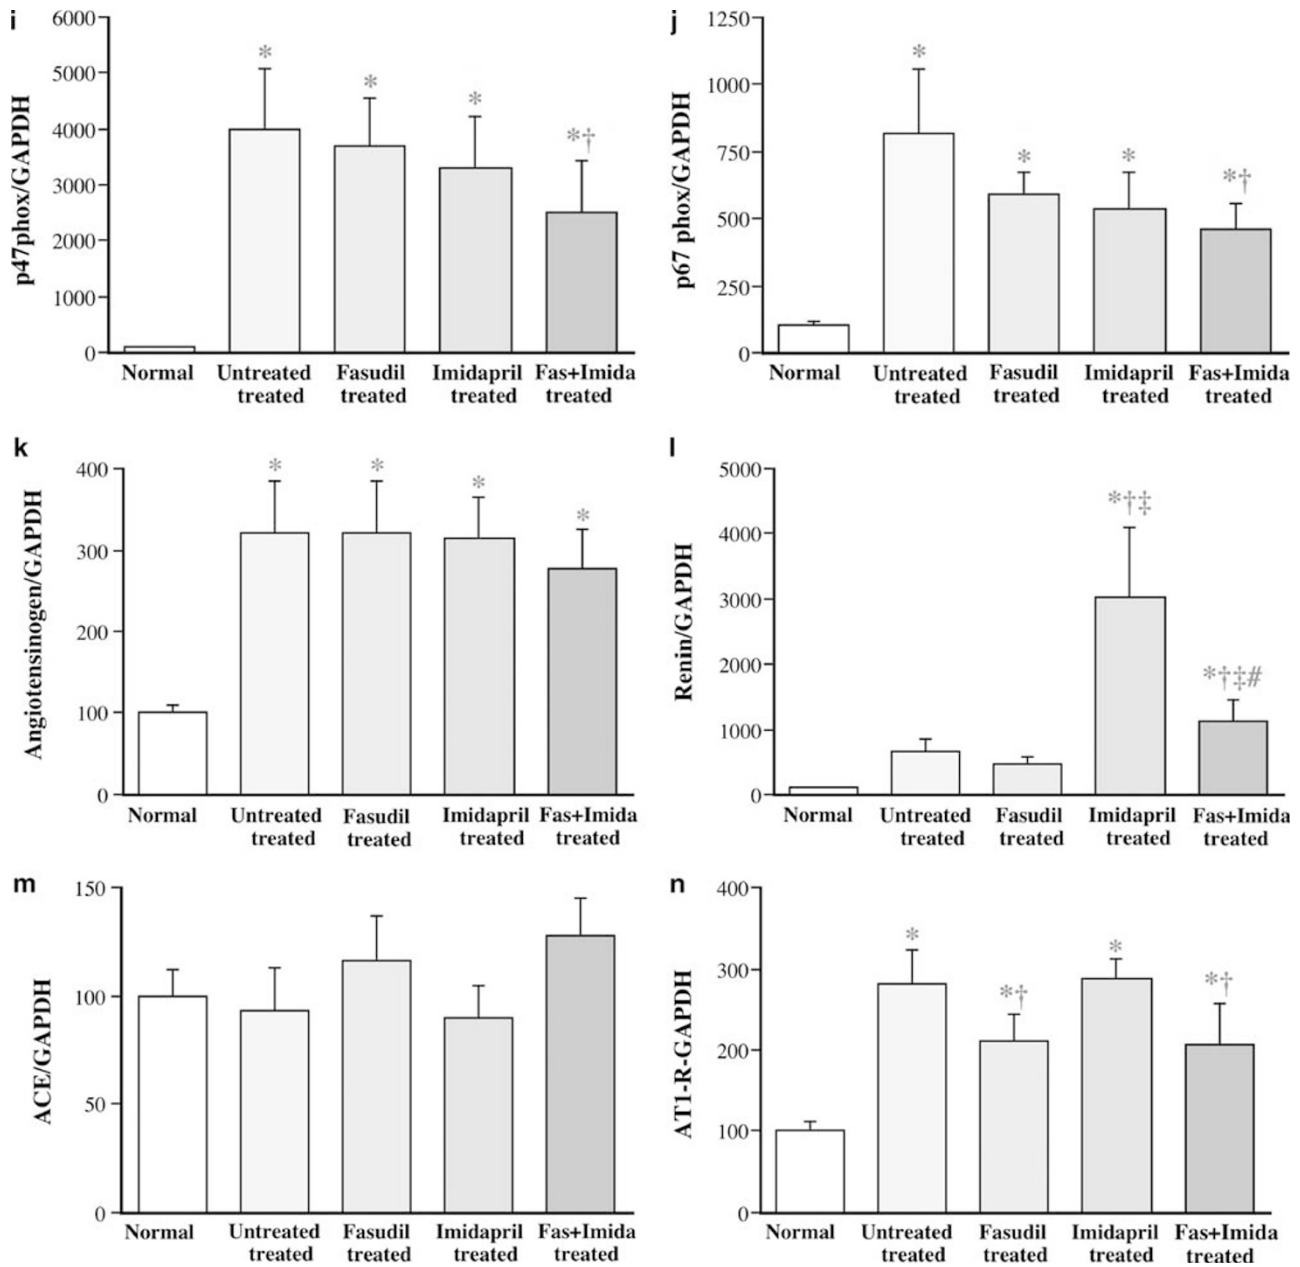 i
p47phox/GAPDH
6000
5000
4000
3000
2000
1000
0
*
*
*
*†
Normal
Untreated
treated
Fasudil
treated
Imidapril
treated
Fas+Imida
treated
j
p67 phox/GAPDH
1250
1000
750
500
250
0
*
*
*
*†
Normal
Untreated
treated
Fasudil
treated
Imidapril
treated
Fas+Imida
treated
k
Angiotensinogen/GAPDH
400
300
200
100
0
*
*
*
*
Normal
Untreated
treated
Fasudil
treated
Imidapril
treated
Fas+Imida
treated
l
Renin/GAPDH
5000
4000
3000
2000
1000
0
*†‡
*†‡#
Normal
Untreated
treated
Fasudil
treated
Imidapril
treated
Fas+Imida
treated
m
ACE/GAPDH
150
100
50
0
Normal
Untreated
treated
Fasudil
treated
Imidapril
treated
Fas+Imida
treated
n
AT1-R-GAPDH
400
300
200
100
0
*
*†
*
*†
Normal
Untreated
treated
Fasudil
treated
Imidapril
treated
Fas+Imida
treated